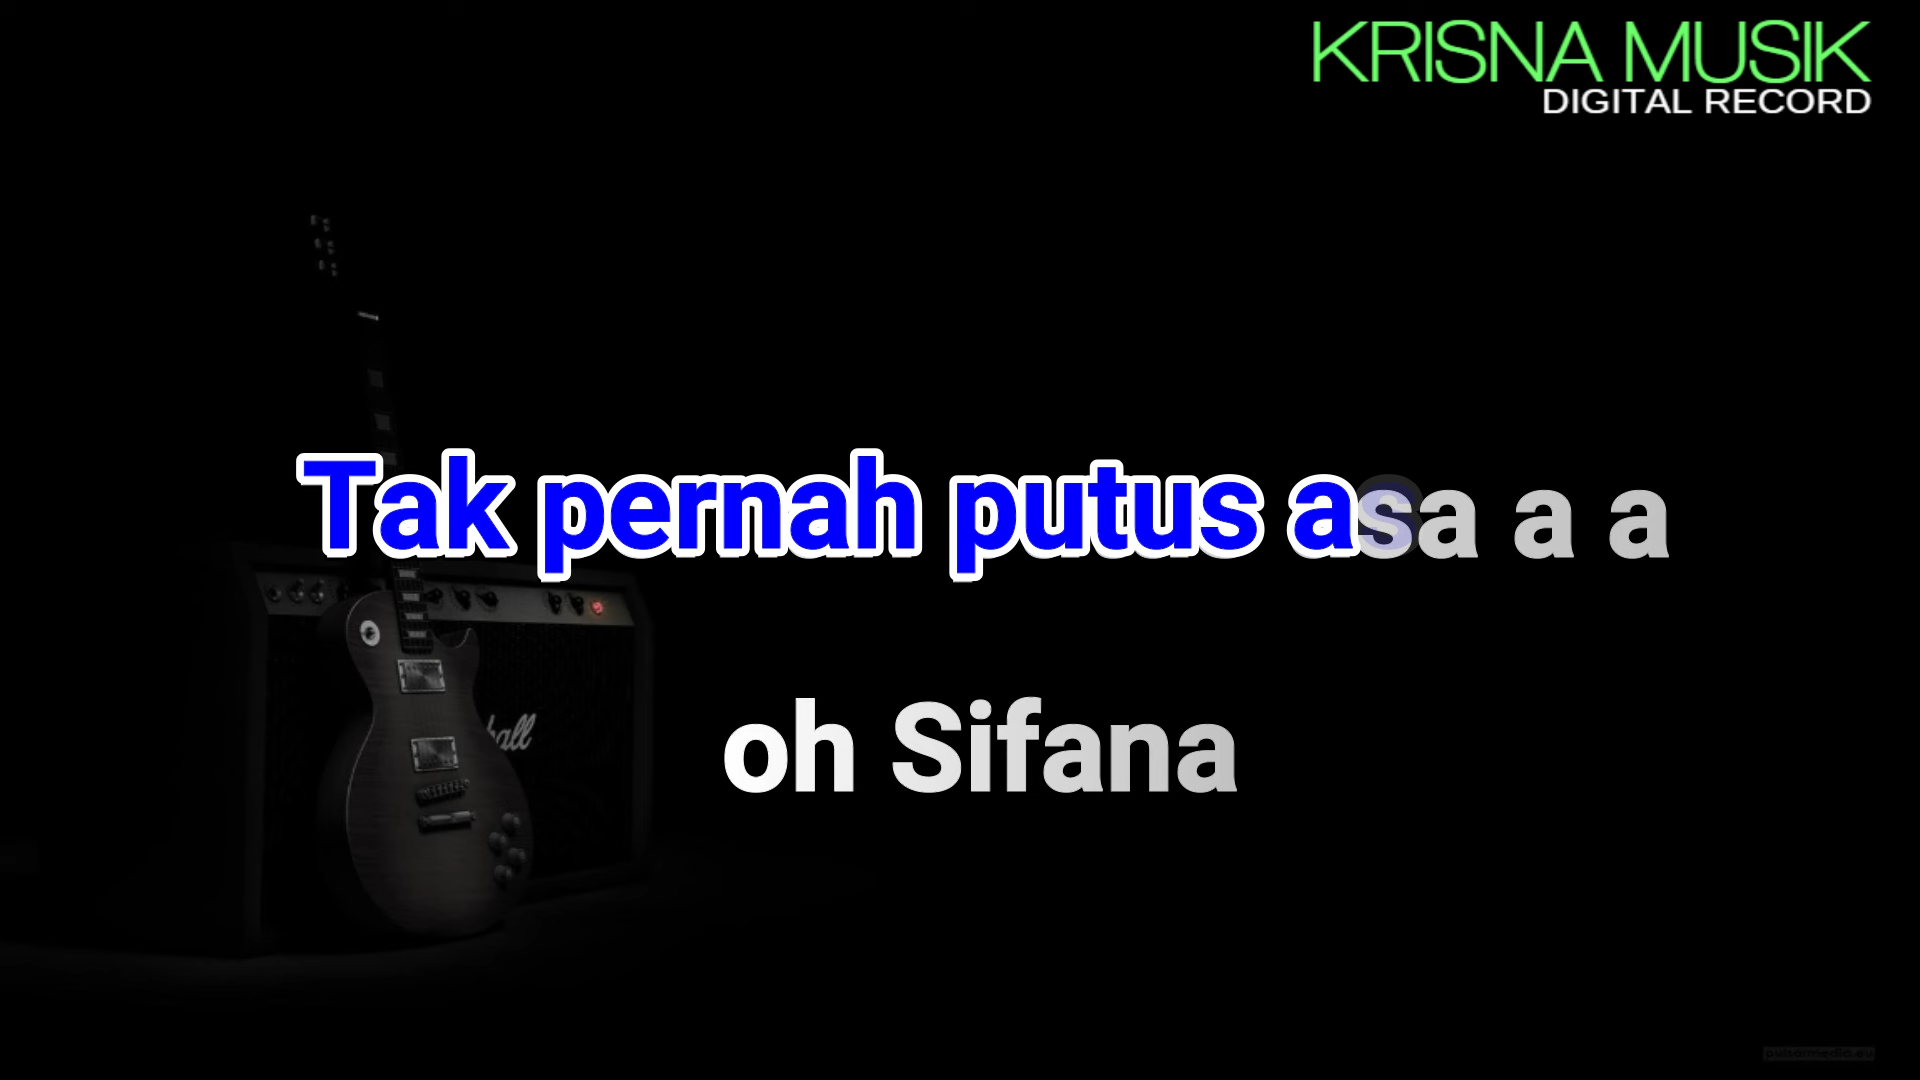 KRISNA MUSIK
DIGITAL RECORD
Tak pernah putus asa a a
oh Sifana